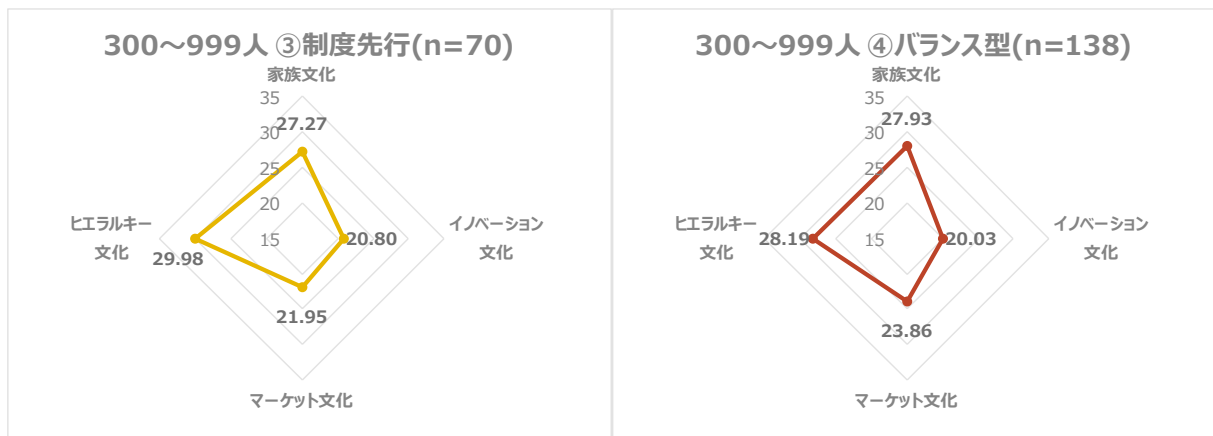 300～999人 ③制度先行(n=70)
家族文化
35
27.27
30
25
20
15
ヒエラルキー
文化
29.98
20.80
イノベーション
文化
21.95
マーケット文化
300～999人 ④バランス型(n=138)
家族文化
35
27.93
30
25
20
15
ヒエラルキー
文化
28.19
20.03
イノベーション
文化
23.86
マーケット文化